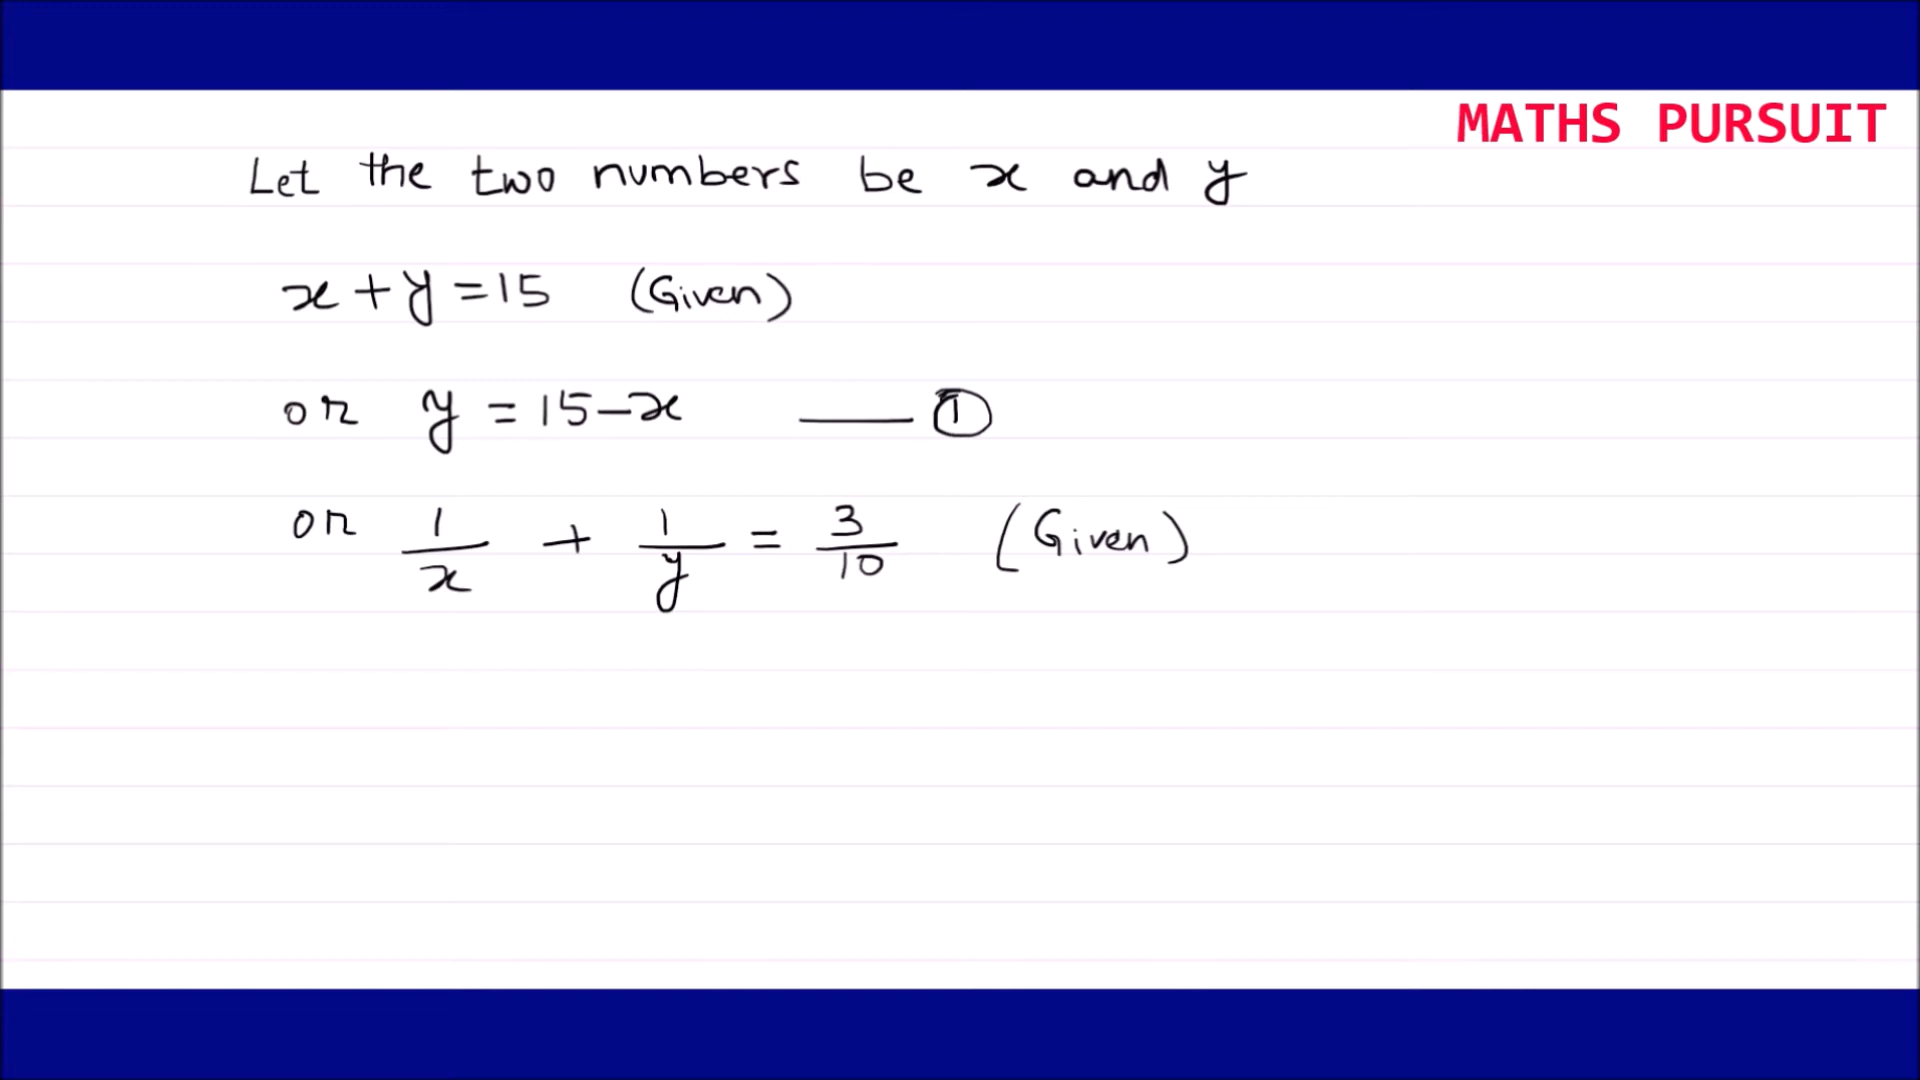 MATHS PURSUIT
Let the two numbers be x and y
x + y = 15 (Given)
or y = 15 - x —— ①
or 1/x + 1/y = 3/10 (Given)